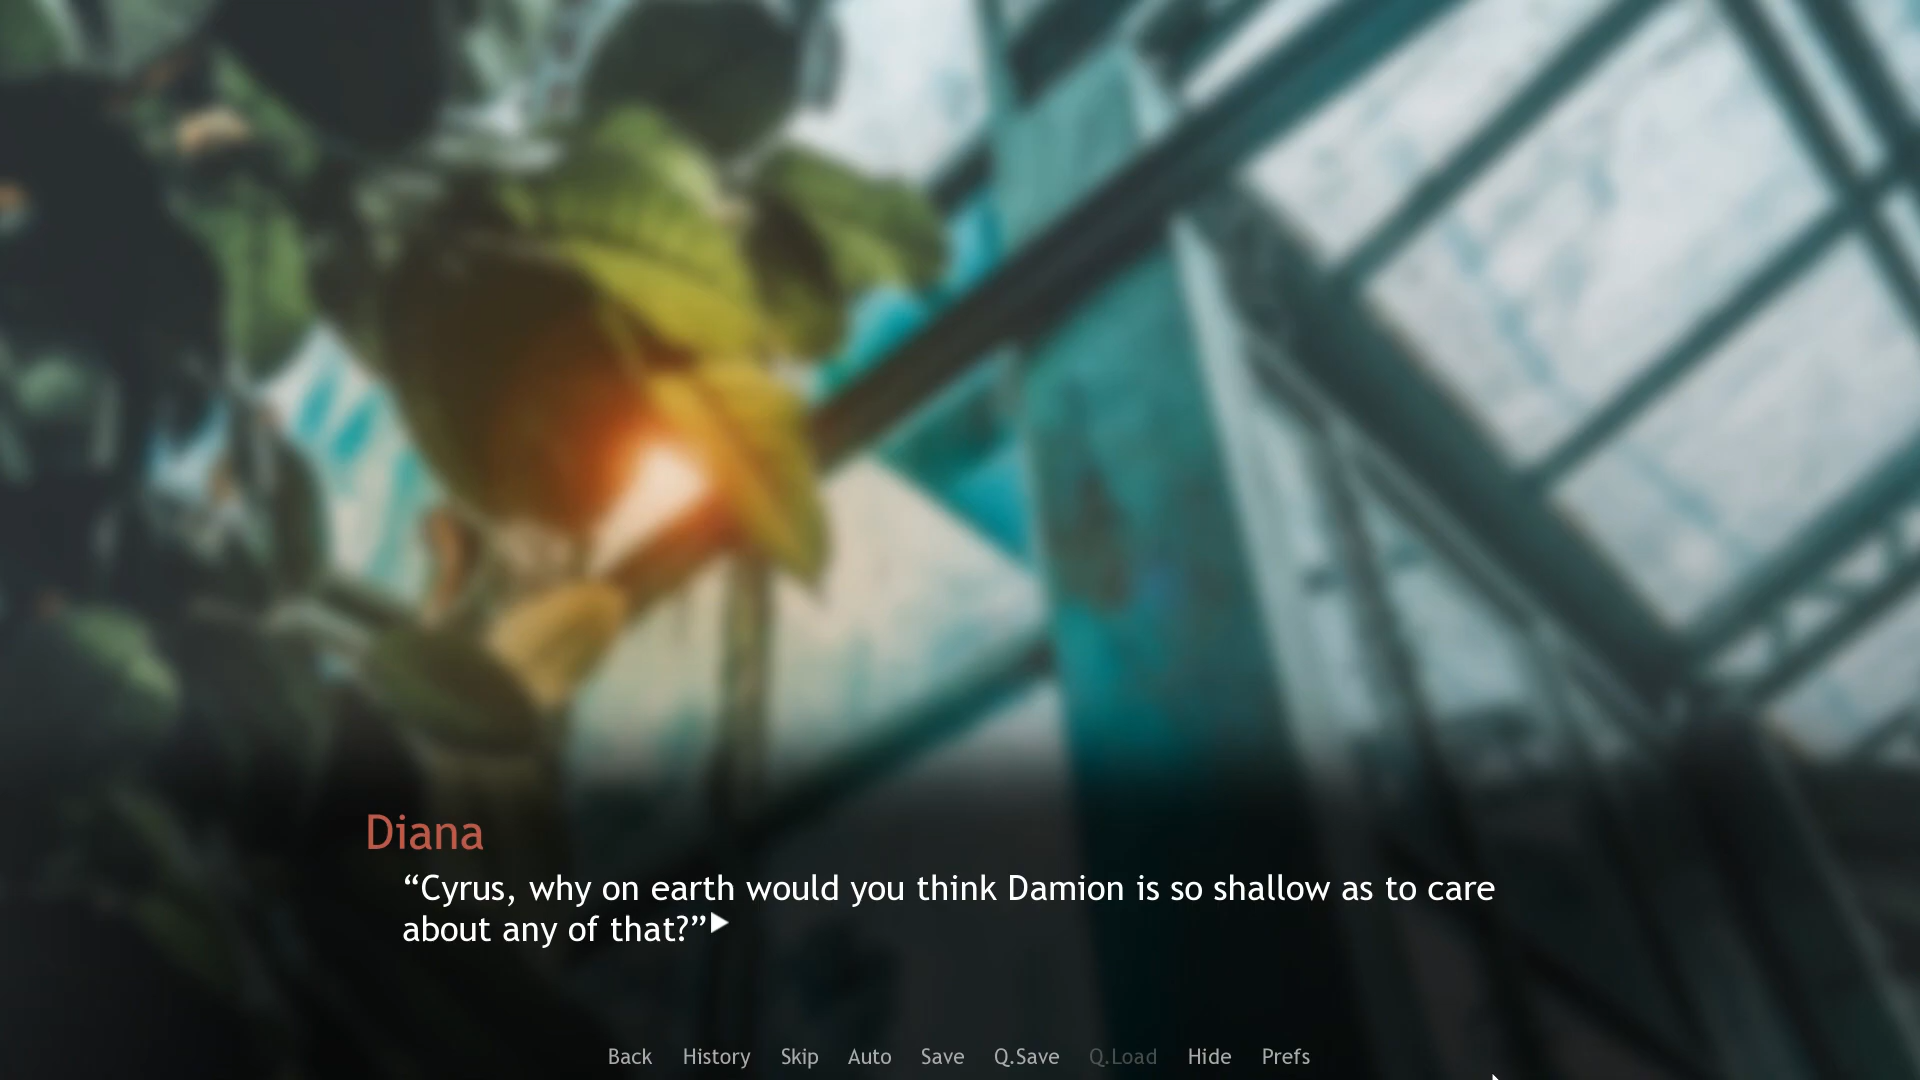 Diana
“Cyrus, why on earth would you think Damion is so shallow as to care
about any of that?”
Back History Skip Auto Save Q.Save Q.Load Hide Prefs